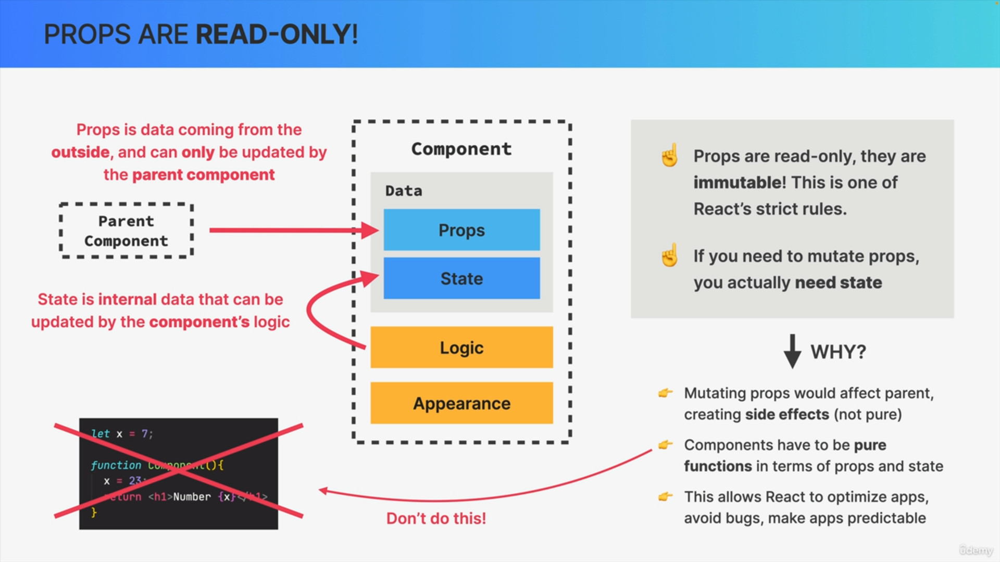 PROPS ARE READ-ONLY!
Props is data coming from the
outside, and can only be updated by
the parent component
Parent
Component
State is internal data that can be
updated by the component's logic
let x = 7;
function Component(){
x = 23;
return <h1>Number {x}</h1>
}
Component
Data
Props
State
Logic
Appearance
Don't do this!
Props are read-only, they are
immutable! This is one of
React's strict rules.
If you need to mutate props,
you actually need state
WHY?
Mutating props would affect parent,
creating side effects (not pure)
Components have to be pure
functions in terms of props and state
This allows React to optimize apps,
avoid bugs, make apps predictable
ûdemy